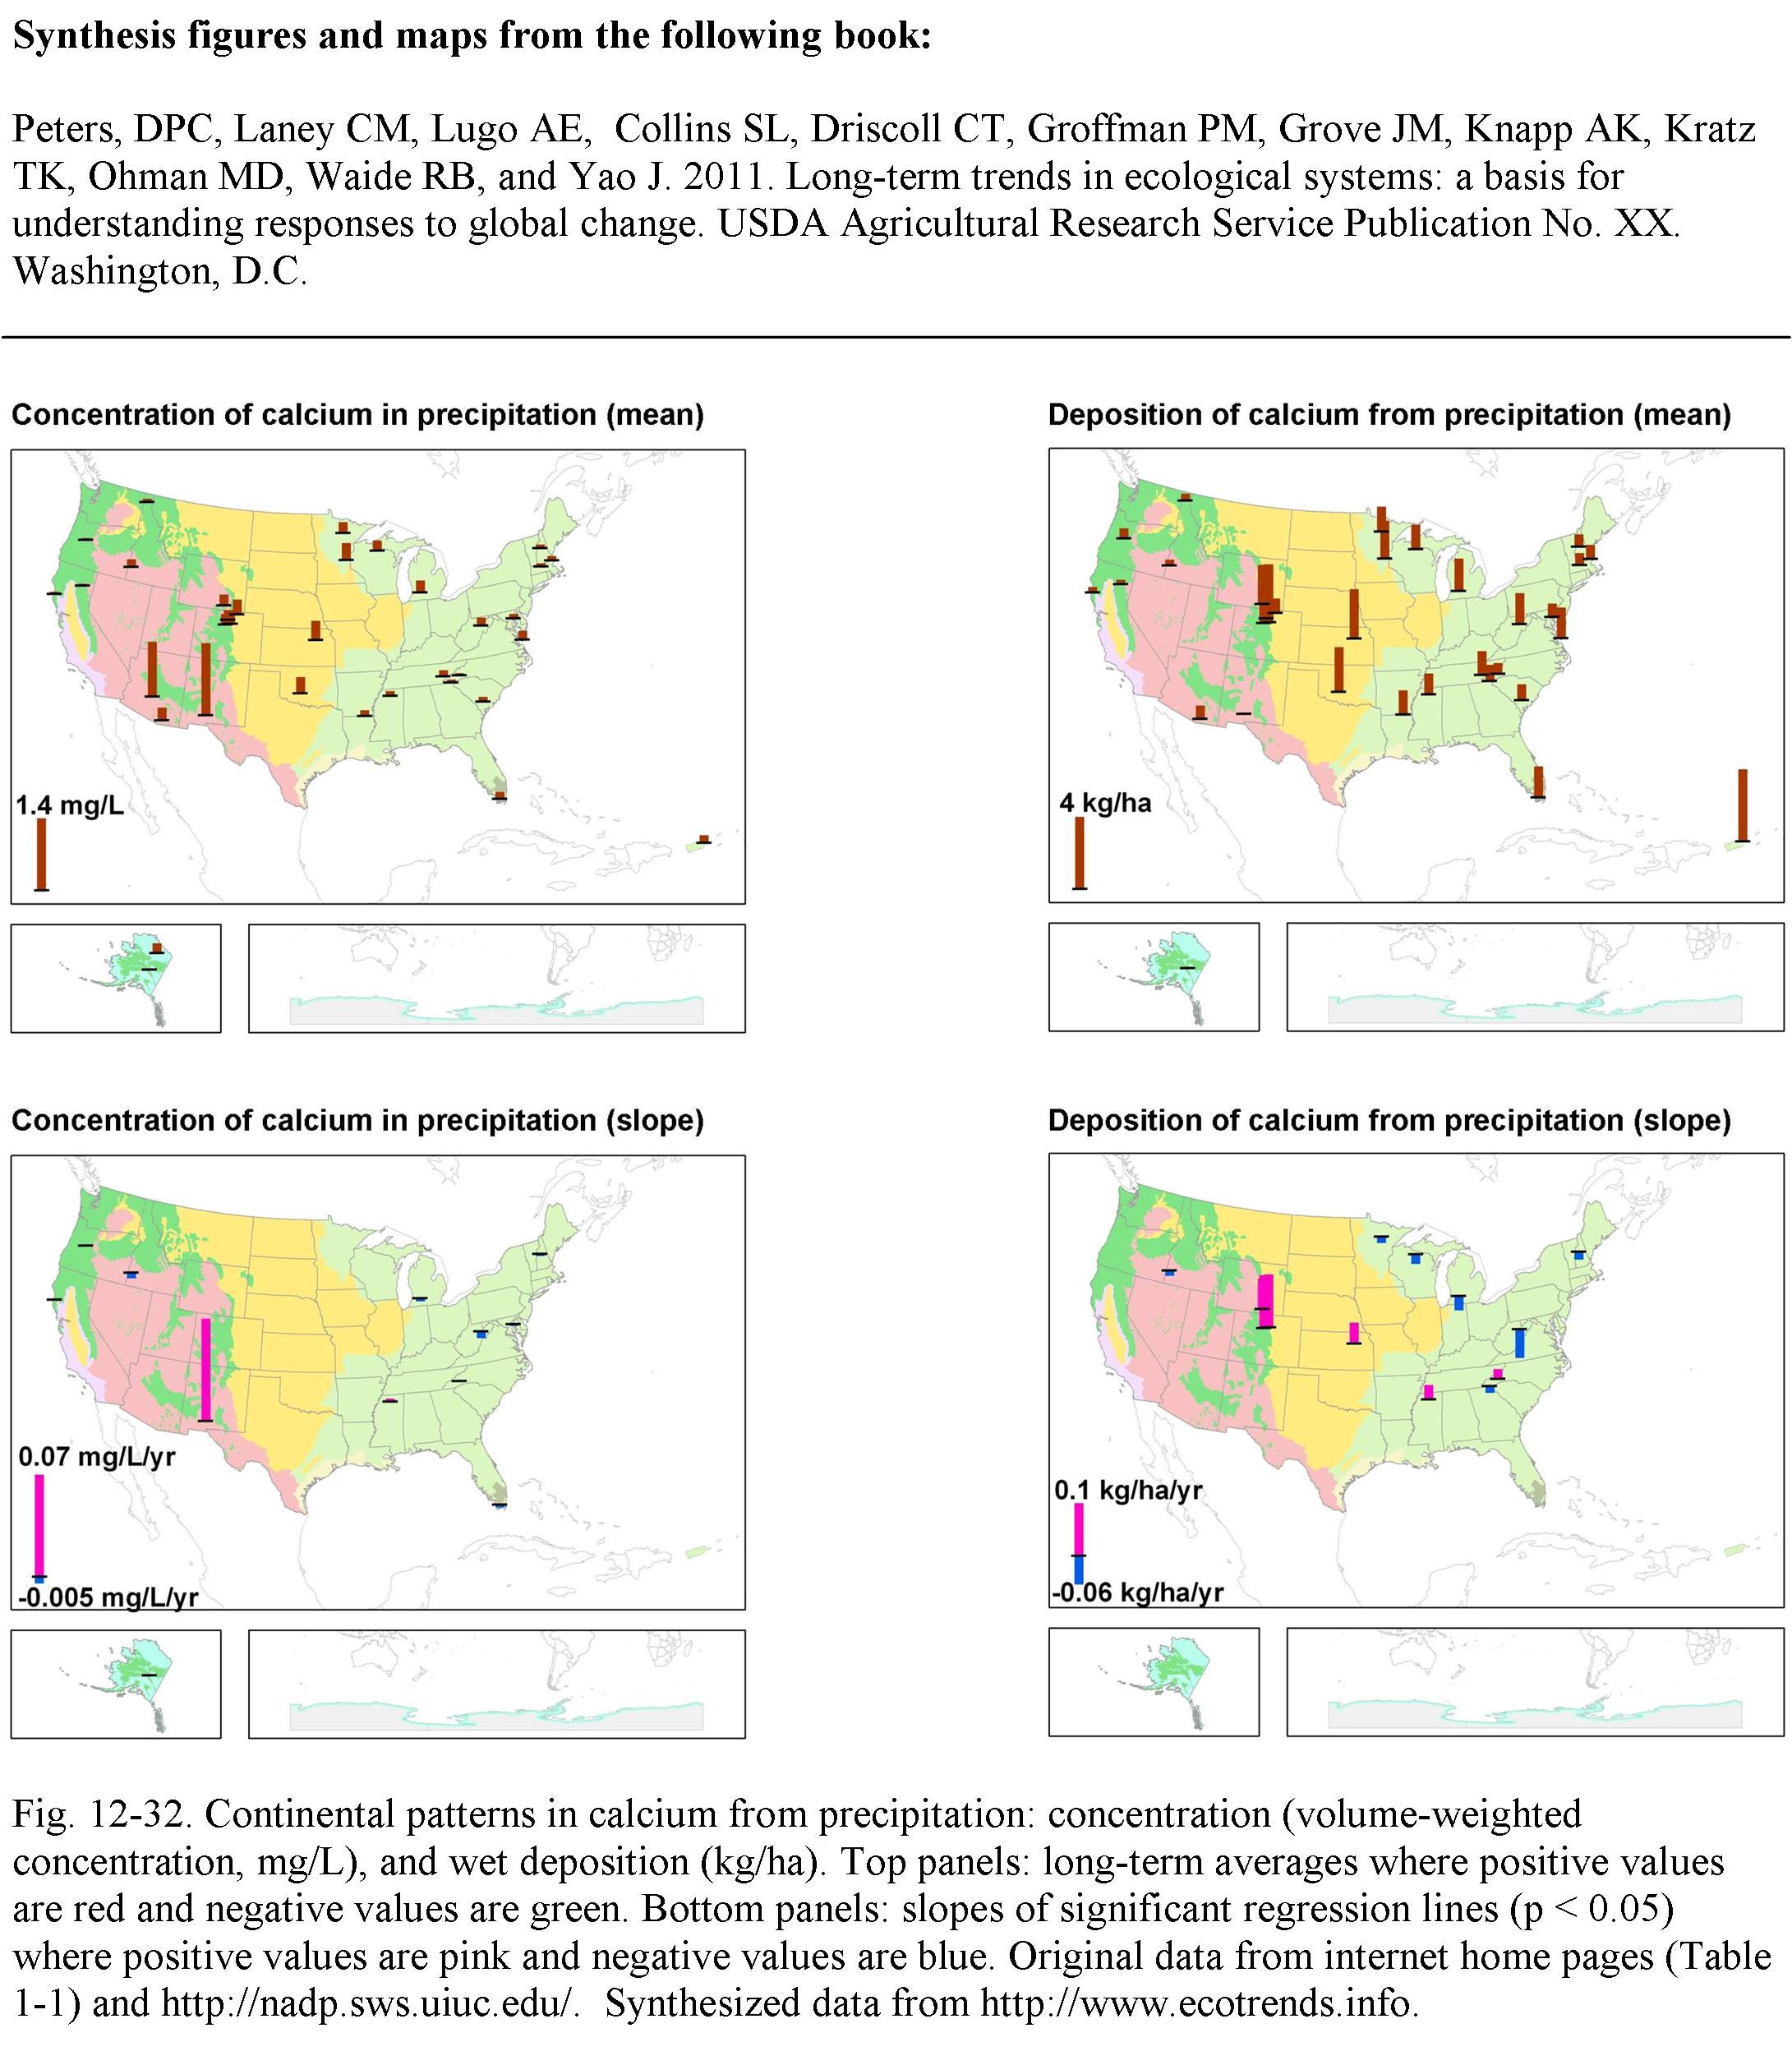 Synthesis figures and maps from the following book:
Peters, DPC, Laney CM, Lugo AE,  Collins SL, Driscoll CT, Groffman PM, Grove JM, Knapp AK, Kratz
TK, Ohman MD, Waide RB, and Yao J. 2011. Long-term trends in ecological systems: a basis for
understanding responses to global change. USDA Agricultural Research Service Publication No. XX.
Washington, D.C.
Concentration of calcium in precipitation (mean)
Deposition of calcium from precipitation (mean)
1.4 mg/L
4 kg/ha
Concentration of calcium in precipitation (slope)
Deposition of calcium from precipitation (slope)
0.07 mg/L/yr
-0.005 mg/L/yr
0.1 kg/ha/yr
-0.06 kg/ha/yr
Fig. 12-32. Continental patterns in calcium from precipitation: concentration (volume-weighted
concentration, mg/L), and wet deposition (kg/ha). Top panels: long-term averages where positive values
are red and negative values are green. Bottom panels: slopes of significant regression lines (p < 0.05)
where positive values are pink and negative values are blue. Original data from internet home pages (Table
1-1) and http://nadp.sws.uiuc.edu/.  Synthesized data from http://www.ecotrends.info.